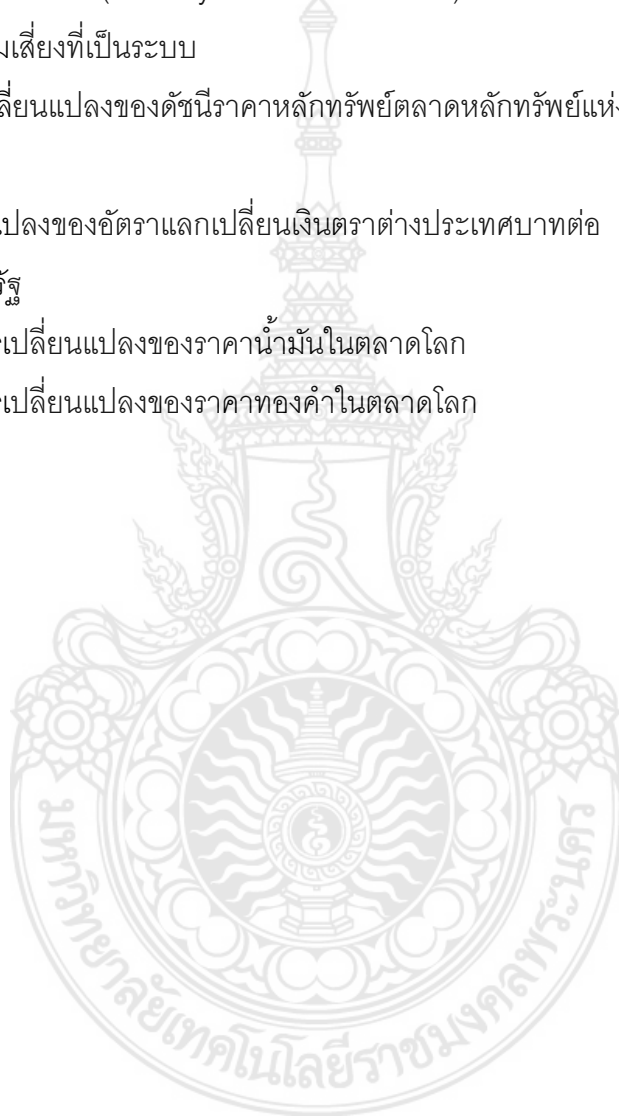 มเสี่ยงที่เป็นระบบ
ลี่ยนแปลงของดัชนีราคาหลักทรัพย์ตลาดหลักทรัพย์แห่ง
แปลงของอัตราแลกเปลี่ยนเงินตราต่างประเทศบาทต่อ
รัฐ
เปลี่ยนแปลงของราคาน้ำมันในตลาดโลก
เปลี่ยนแปลงของราคาทองคำในตลาดโลก
มหาวิทยาลัยเทคโนโลยีราชมงคลพระนคร